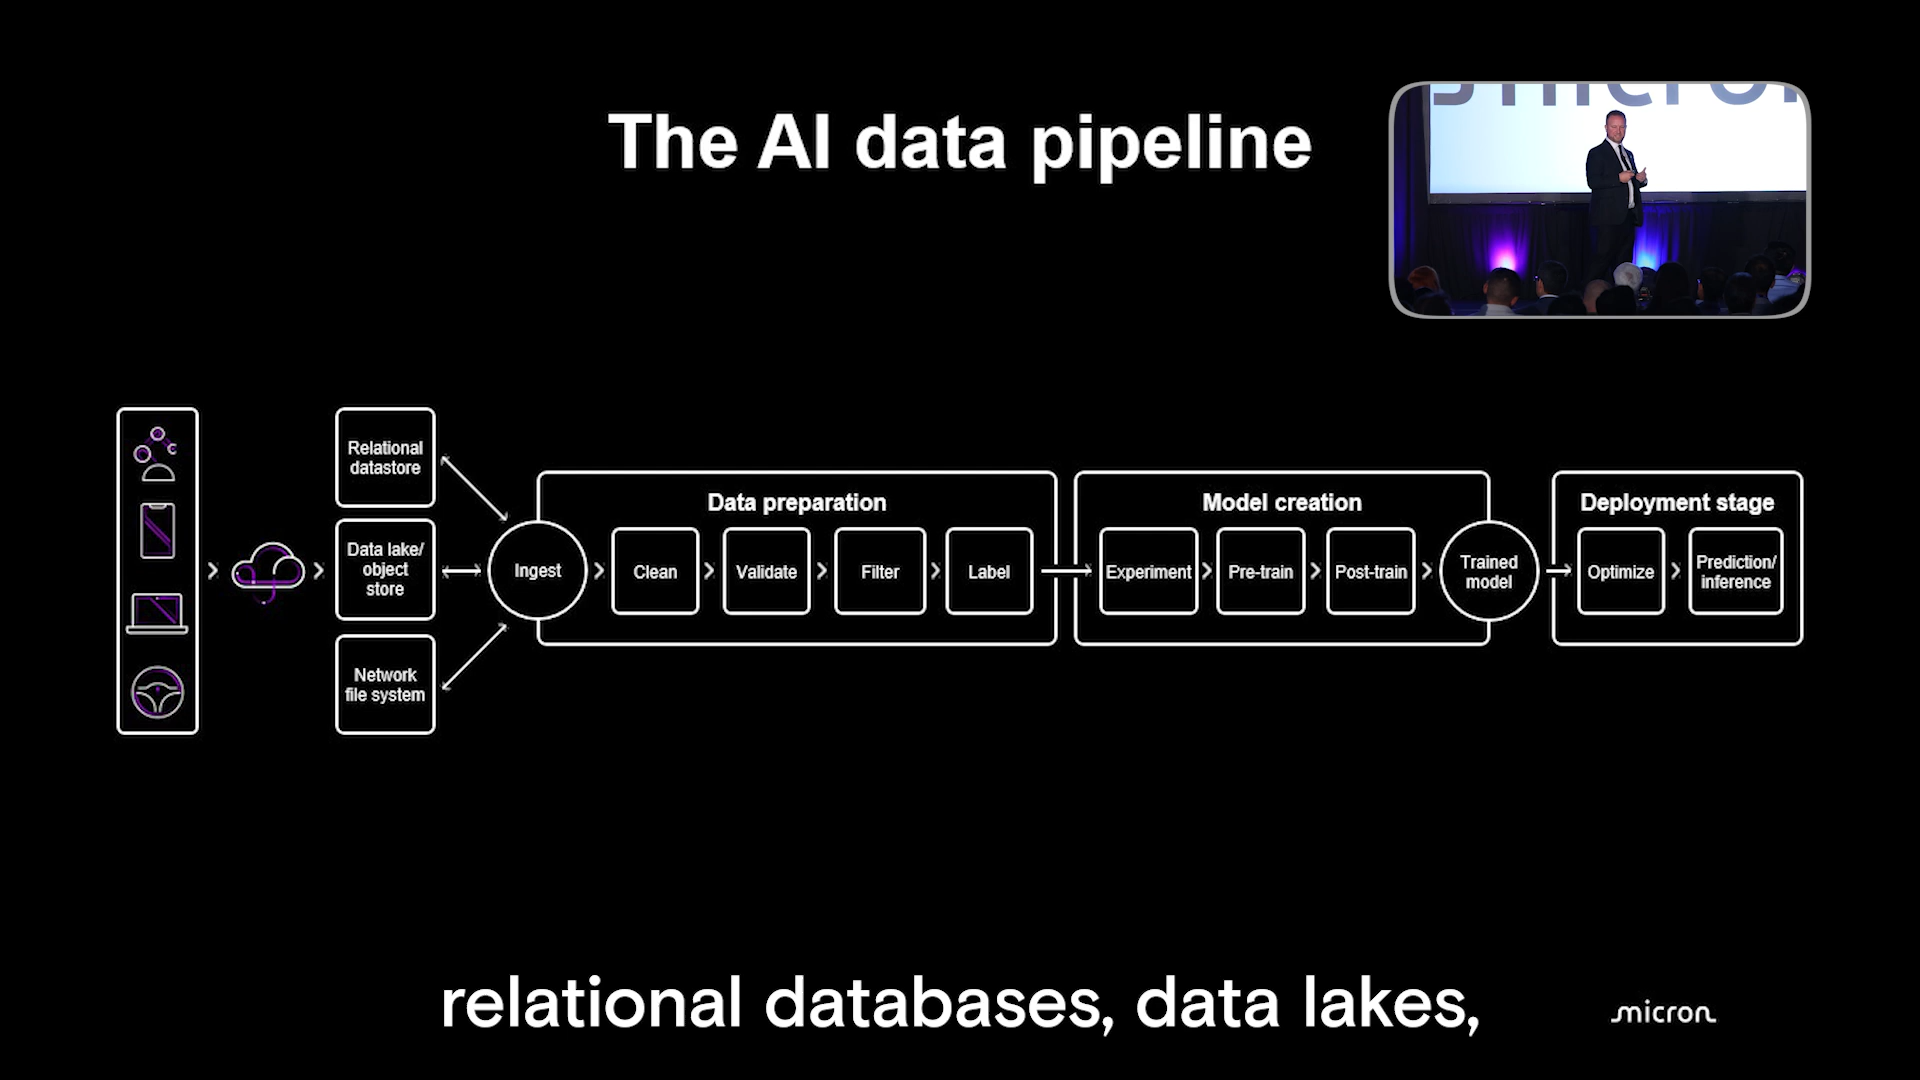 The AI data pipeline
micron
Relational
datastore
Data lake/
object
store
Network
file system
Ingest
Data preparation
Clean
Validate
Filter
Label
Model creation
Experiment
Pre-train
Post-train
Trained
model
Deployment stage
Optimize
Prediction/
inference
relational databases, data lakes,
micron